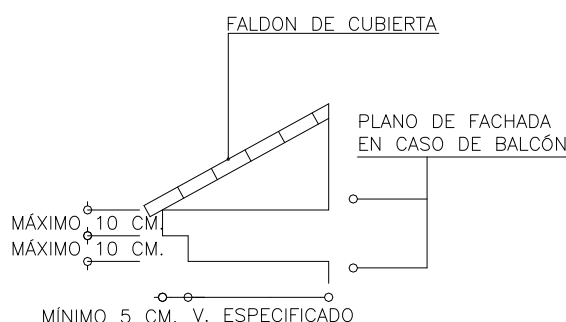 FALDON DE CUBIERTA
PLANO DE FACHADA
EN CASO DE BALCÓN
MÁXIMO 10 CM.
MÁXIMO 10 CM.
MÍNIMO 5 CM. V. ESPECIFICADO